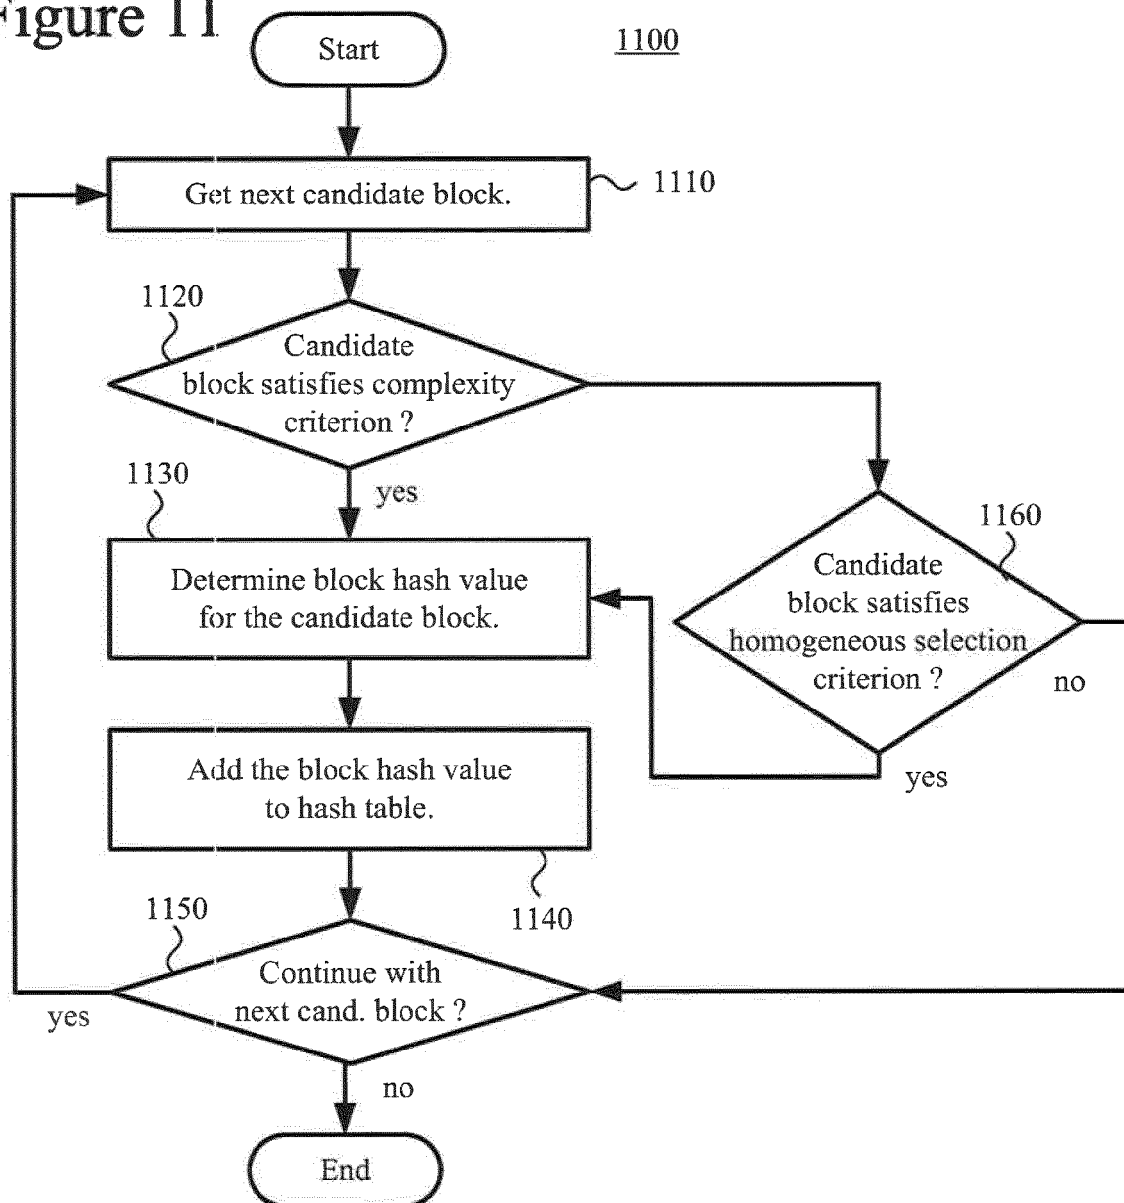 Figure 11
Start
1100
Get next candidate block.
1110
1120
Candidate
block satisfies complexity
criterion ?
1130
yes
1160
Determine block hash value
for the candidate block.
Candidate
block satisfies
homogeneous selection
criterion ?
no
Add the block hash value
to hash table.
yes
1150
1140
Continue with
next cand. block ?
yes
no
End